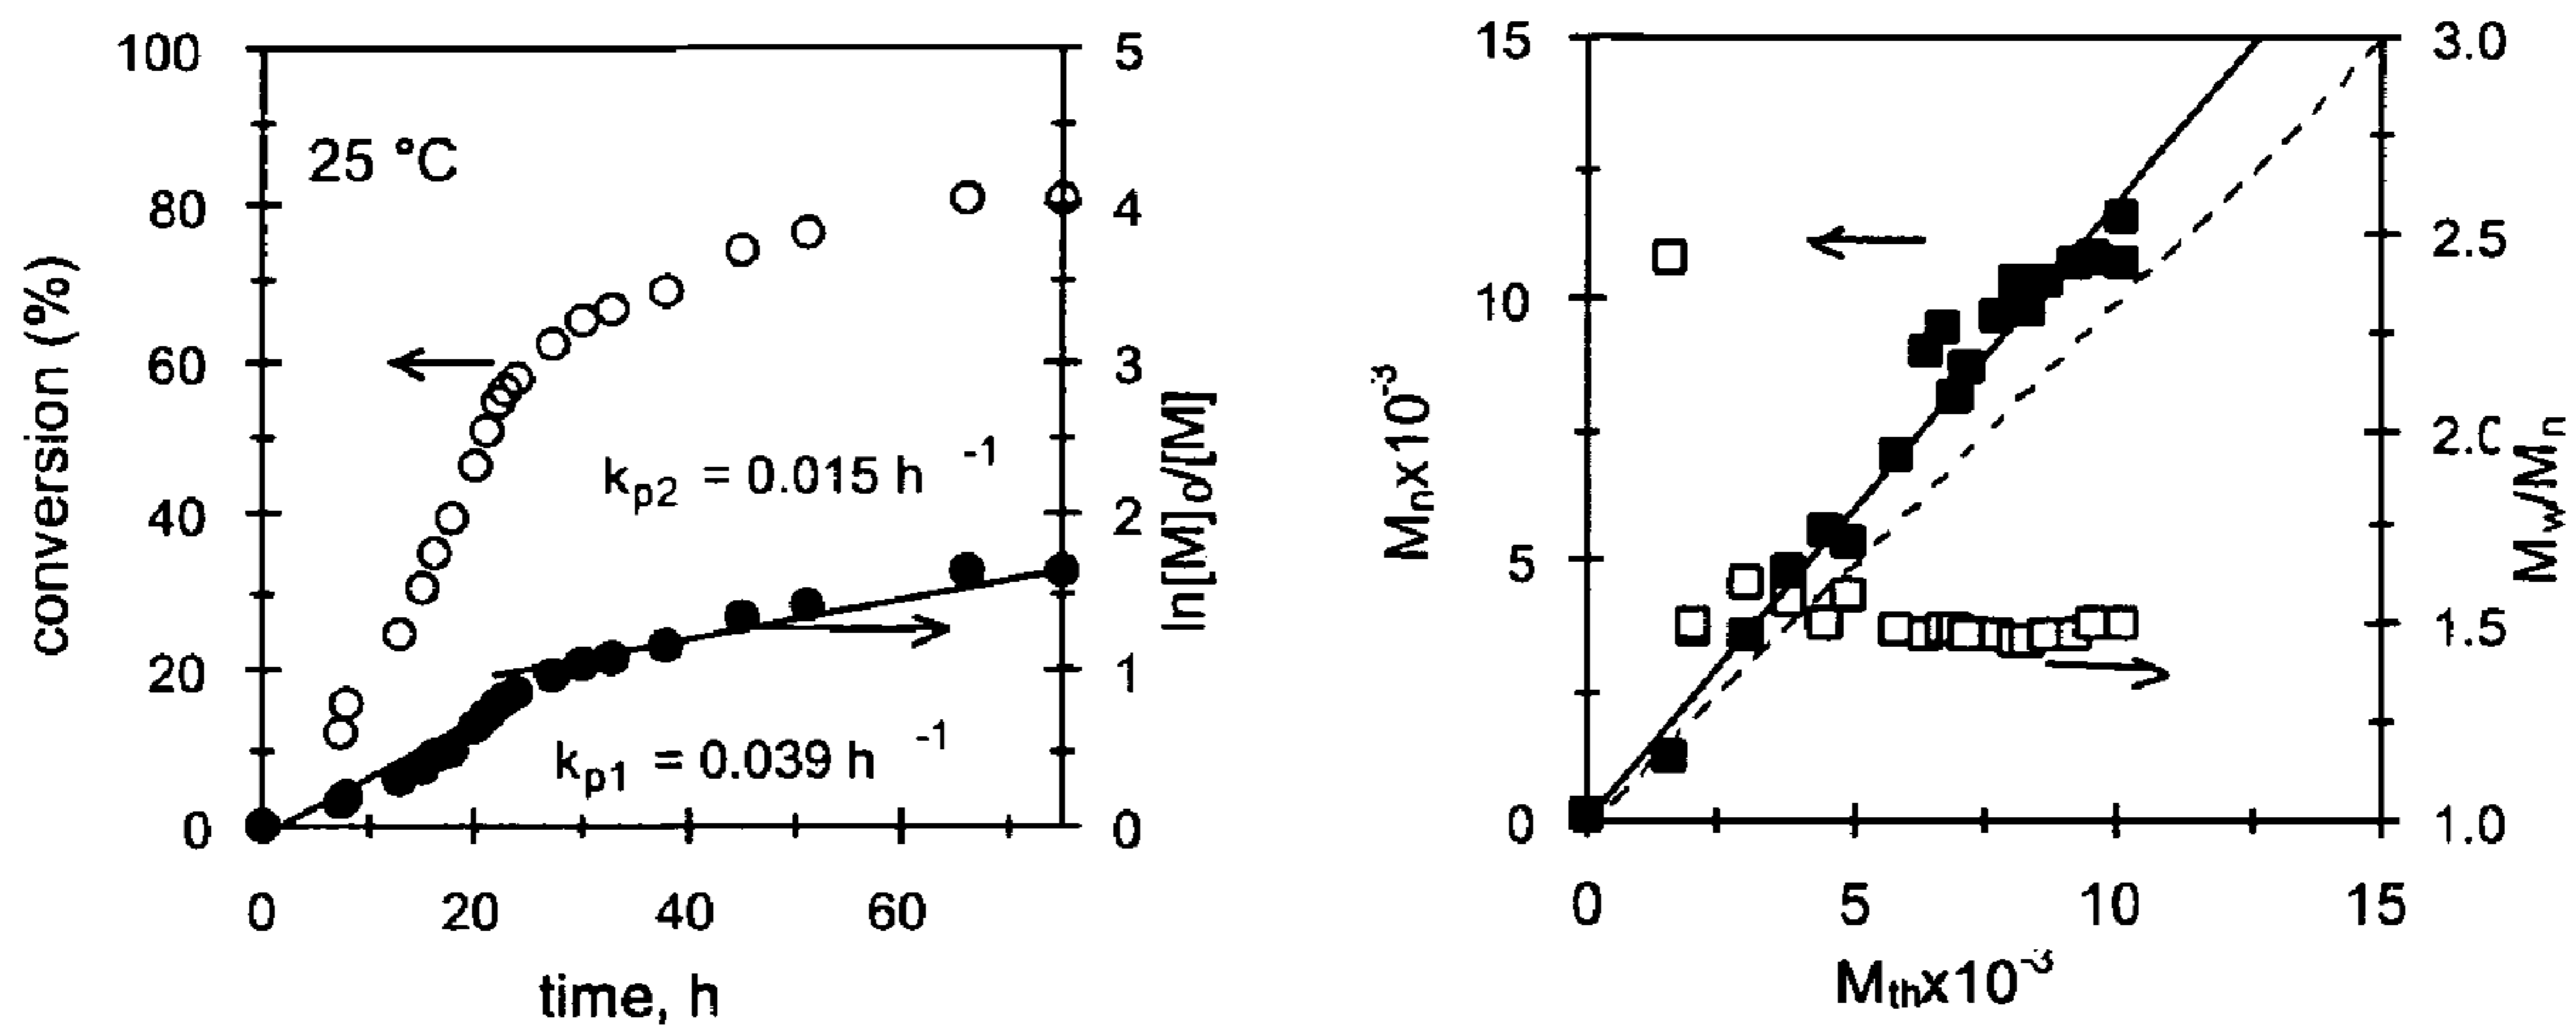 100
80
60
40
20
0
conversion (%)
25 °C
k_p2 = 0.015 h ^-1
k_p1 = 0.039 h ^-1
5
4
3
2
1
0
ln[M]₀/[M]
0 20 40 60
time, h
15
10
5
0
Mₙx10⁻³
3.0
2.5
2.0
1.5
1.0
M_w/Mₙ
0 5 10 15
M_thx10⁻³